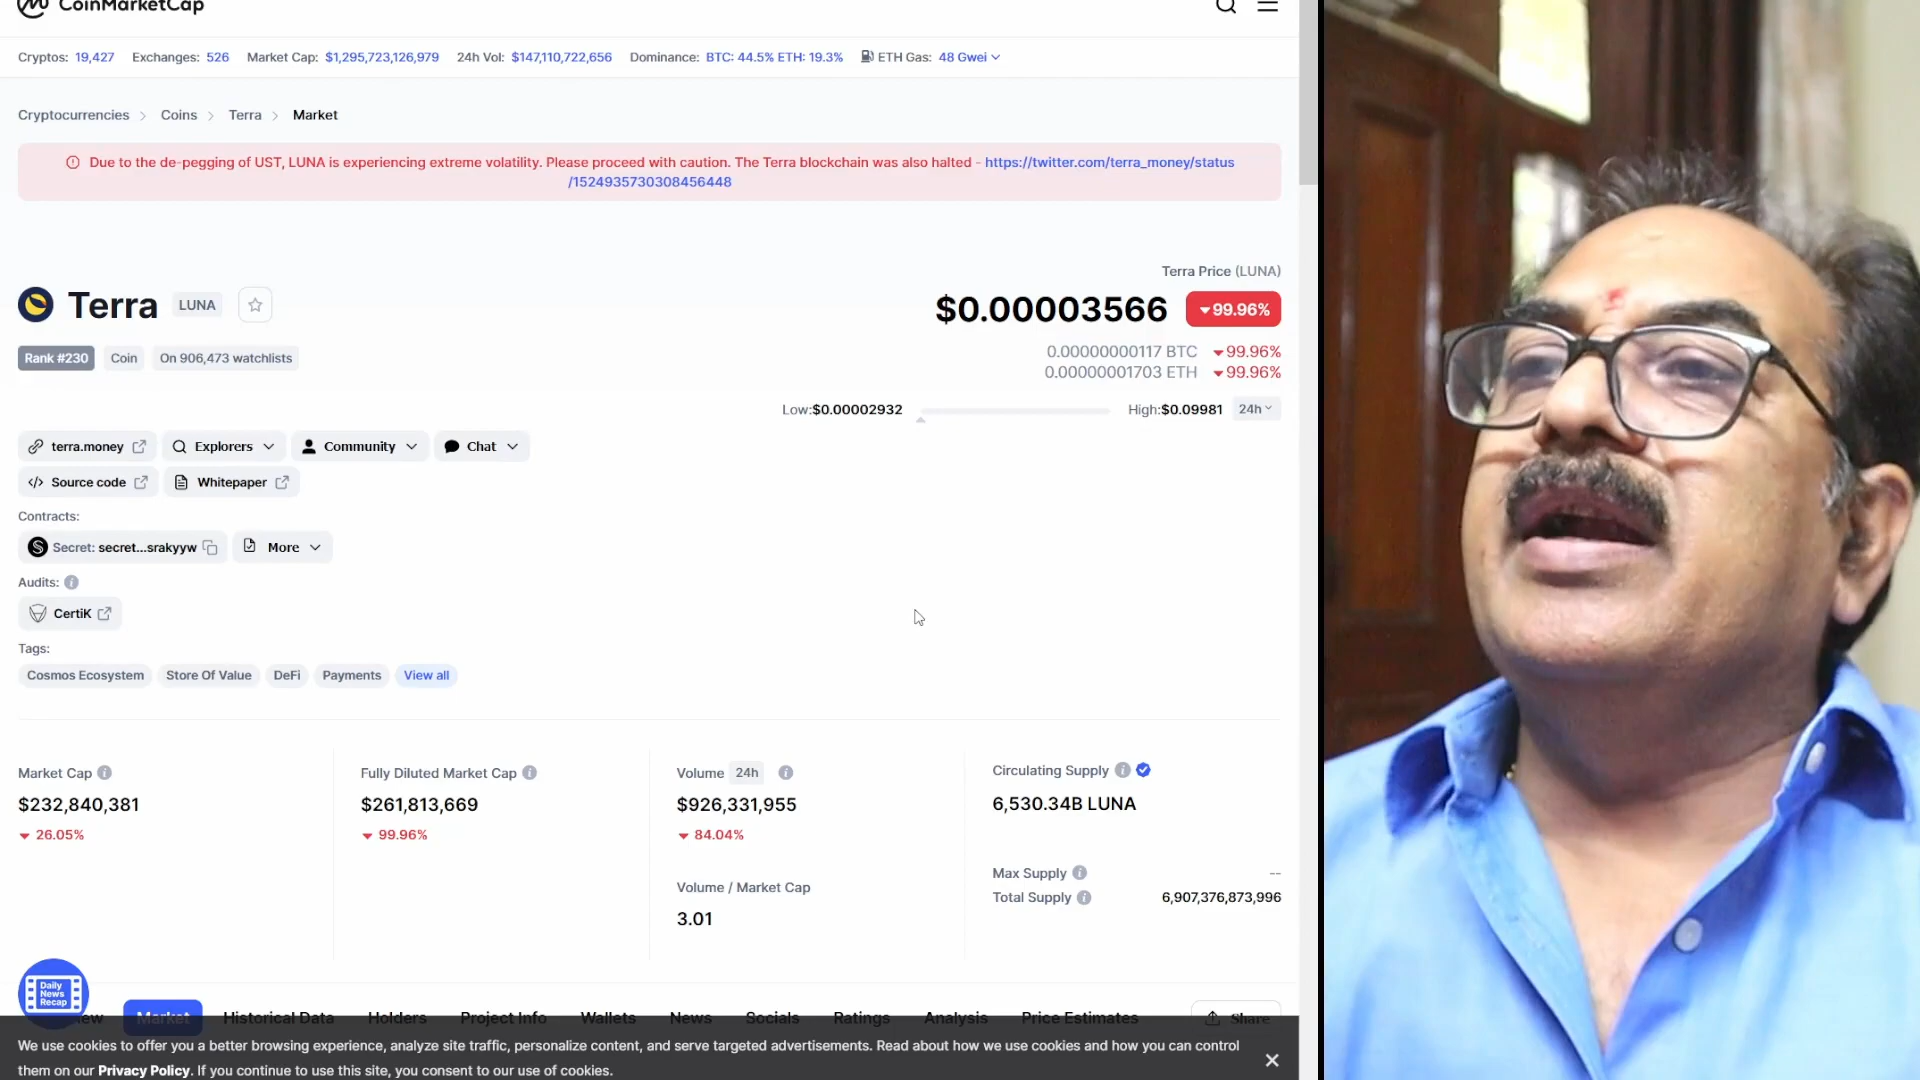 CoinMarketCap
Cryptos: 19,427 Exchanges: 526 Market Cap: $1,295,723,126,979 24h Vol: $147,110,722,656 Dominance: BTC: 44.5% ETH: 19.3% ETH Gas: 48 Gwei
Cryptocurrencies Coins Terra Market
Due to the de-pegging of UST, LUNA is experiencing extreme volatility. Please proceed with caution. The Terra blockchain was also halted - https://twitter.com/terra_money/status
/1524935730308456448
Terra Price (LUNA)
Terra LUNA
$0.00003566 99.96%
Rank #230 Coin On 906,473 watchlists
0.00000000117 BTC 99.96%
0.00000001703 ETH 99.96%
Low:$0.00002932 High:$0.09981 24h
terra.money Explorers Community Chat
Source code Whitepaper
Contracts:
Secret: secret...srakyyw More
Audits:
CertiK
Tags:
Cosmos Ecosystem Store Of Value DeFi Payments View all
Market Cap
$232,840,381
26.05%
Fully Diluted Market Cap
$261,813,669
99.96%
Volume 24h
$926,331,955
84.04%
Volume / Market Cap
3.01
Circulating Supply
6,530.34B LUNA
Max Supply --
Total Supply 6,907,376,873,996
Daily
News
Recap
Market Historical Data Holders Project Info Wallets News Socials Ratings Analysis Price Estimates Share
We use cookies to offer you a better browsing experience, analyze site traffic, personalize content, and serve targeted advertisements. Read about how we use cookies and how you can control
them on our Privacy Policy. If you continue to use this site, you consent to our use of cookies.